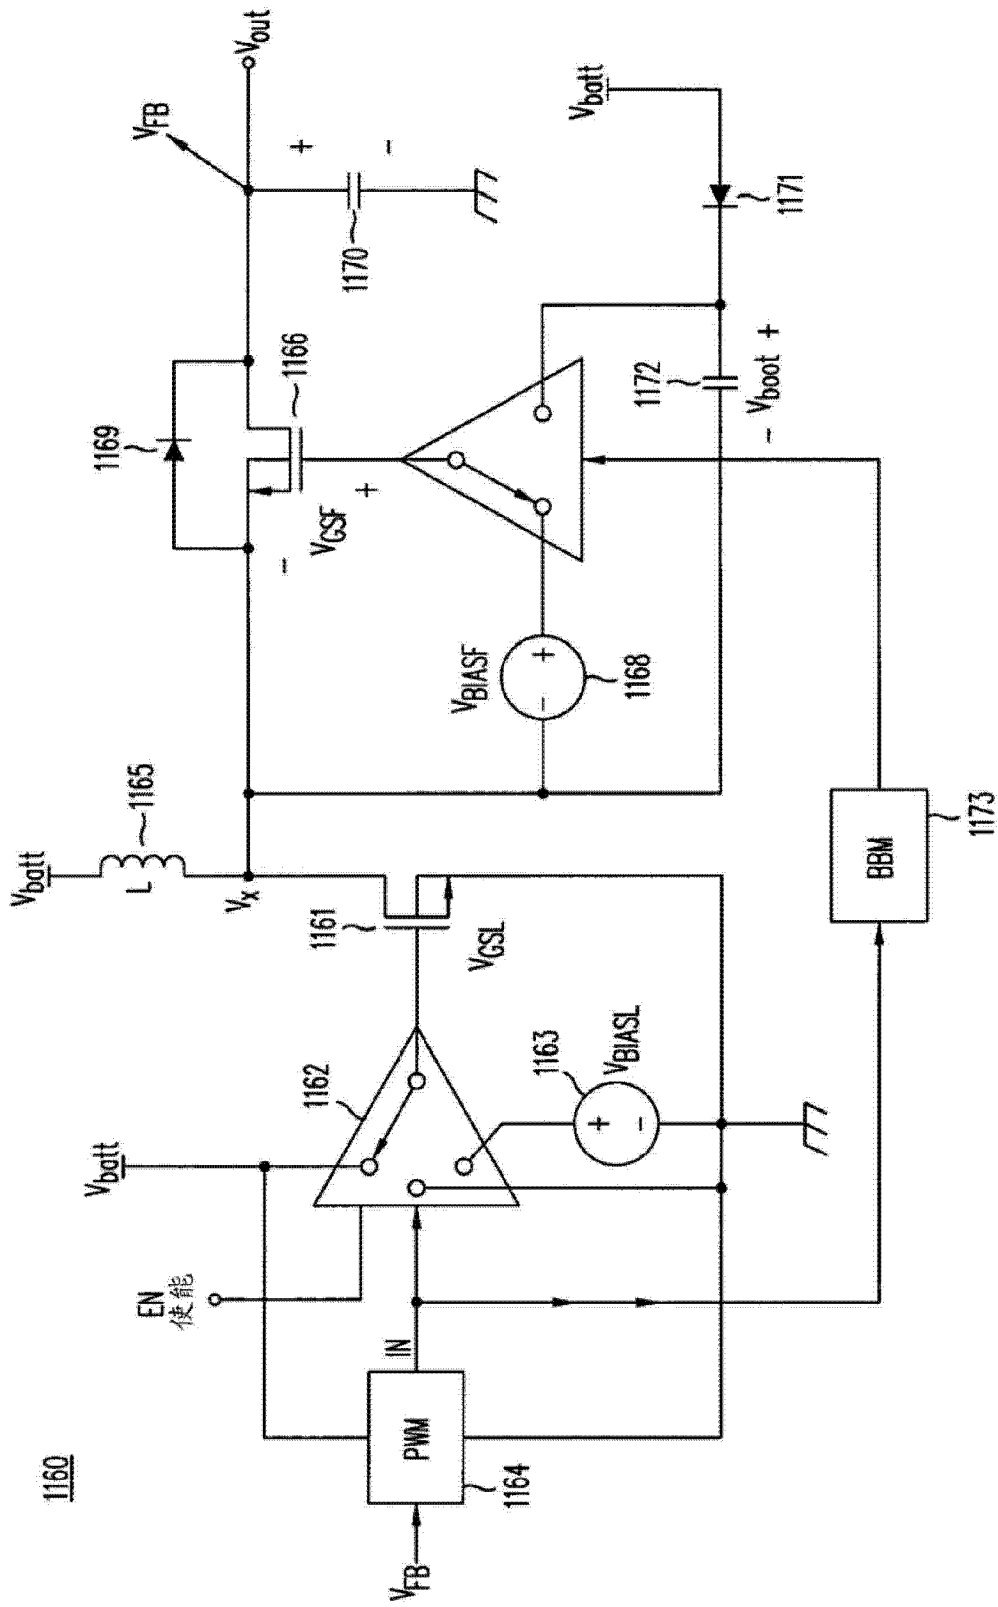 1160
V_FB
PWM
1164
IN
EN
使能
V_batt
1162
1163
V_BIASL
1161
V_GSL
V_batt
L
1165
V_x
BBM
1173
V_BIASF
1168
V_GSF
+
-
1169
1166
1172
- V_boot +
1171
V_batt
1170
+
-
V_FB
V_out
+
-
+
-